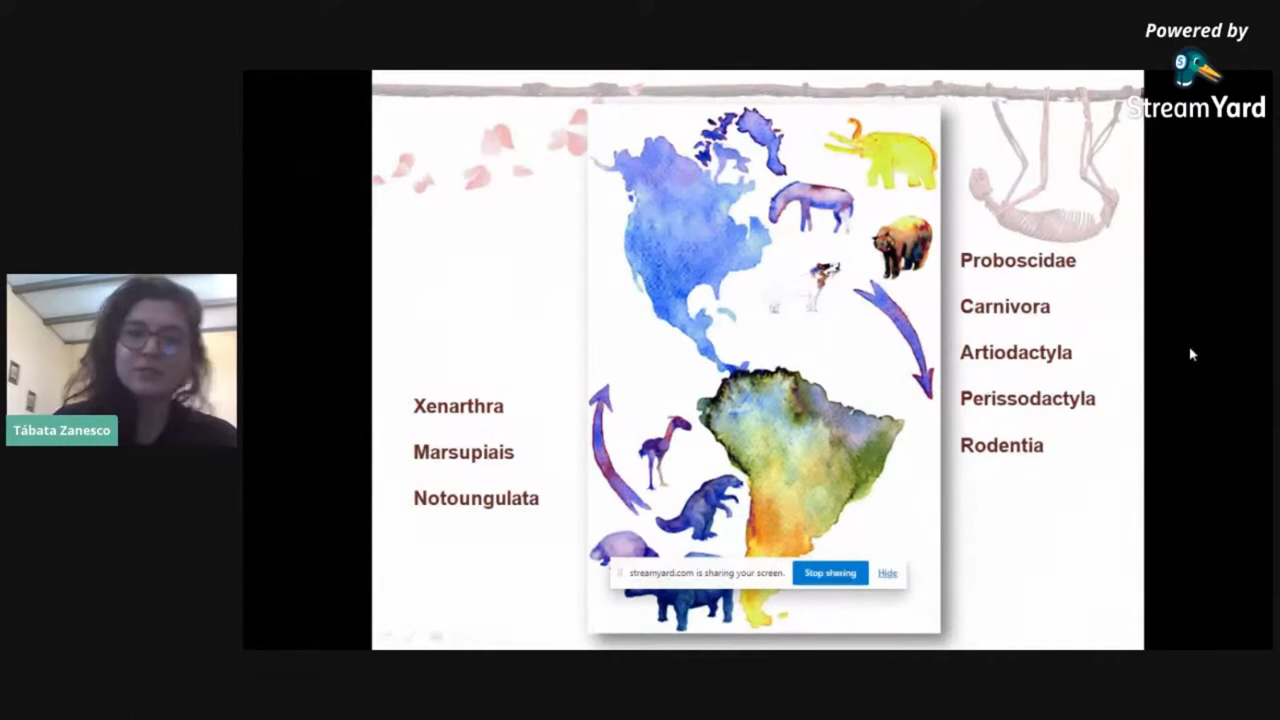 Powered by
StreamYard
Proboscidae
Carnivora
Artiodactyla
Perissodactyla
Rodentia
Xenarthra
Marsupiais
Notoungulata
Tábata Zanesco
streamyard.com is sharing your screen. Stop sharing Hide